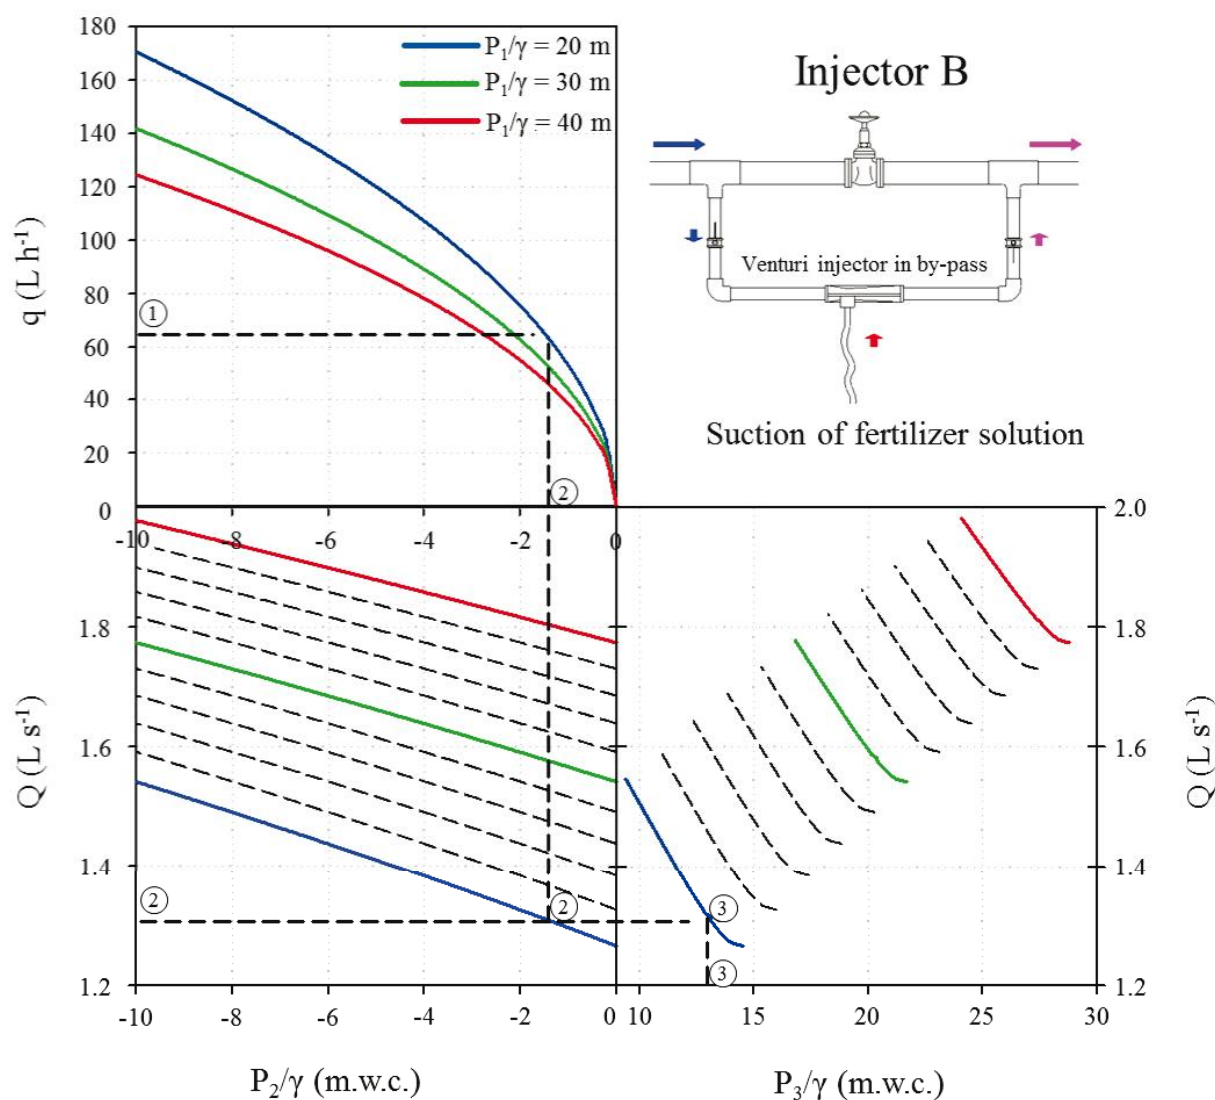 180
160
140
120
100
80
60
40
20
0
q (L h⁻¹)
P₁/γ = 20 m
P₁/γ = 30 m
P₁/γ = 40 m
1
2
Injector B
Venturi injector in by-pass
Suction of fertilizer solution
-10 -8 -6 -4 -2 0
1.8
1.6
1.4
1.2
Q (L s⁻¹)
2
2
-10 -8 -6 -4 -2 0
P₂/γ (m.w.c.)
3
3
10 15 20 25 30
P₃/γ (m.w.c.)
2.0
1.8
1.6
1.4
1.2
Q (L s⁻¹)